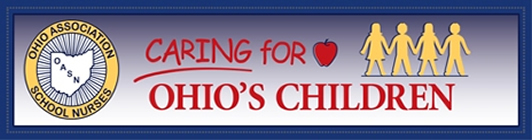 OHIO ASSOCIATION
OASN
SCHOOL NURSES
CARING FOR
OHIO'S CHILDREN